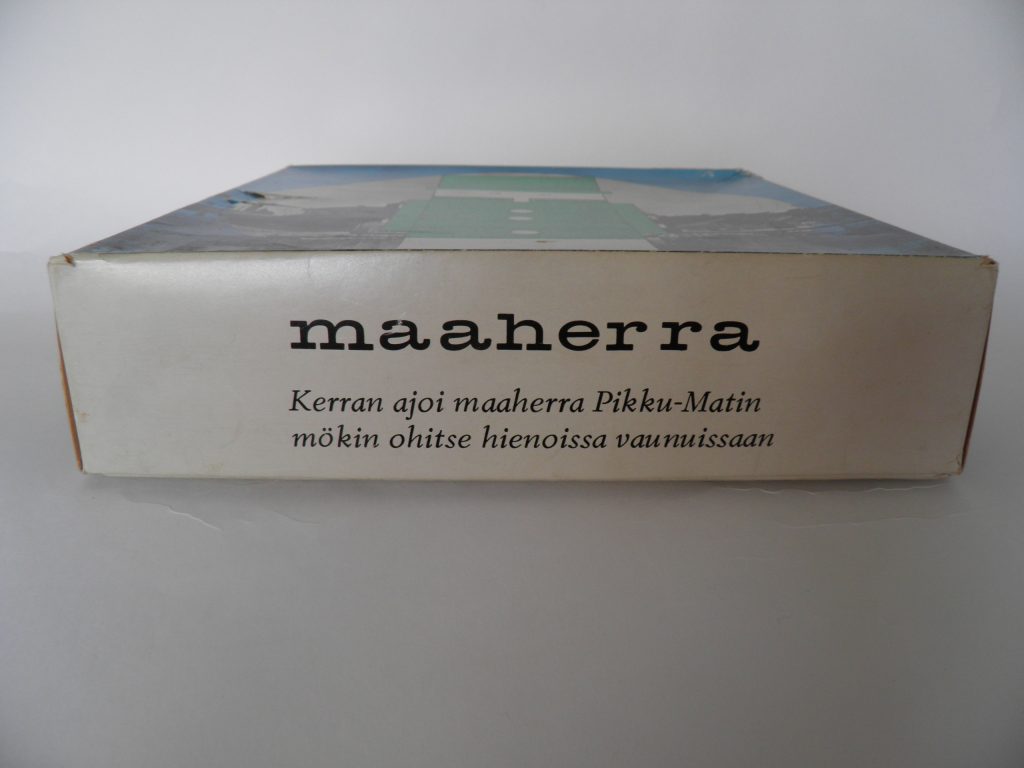 maaherra
Kerran ajoi maaherra Pikku-Matin
mökin ohitse hienoissa vaunuissaan